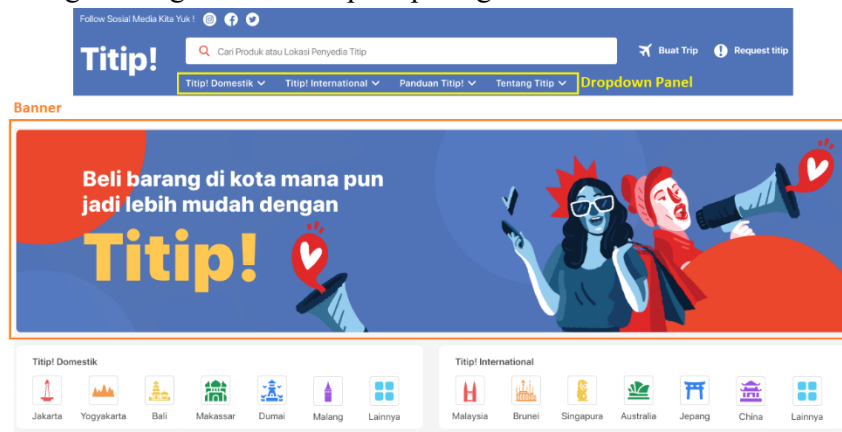 Follow Sosial Media Kita Yuk !
Titip!
Cari Produk atau Lokasi Penyedia Titip
Buat Trip
Request titip
Titip! Domestik
Titip! International
Panduan Titip!
Tentang Titip
Dropdown Panel
Banner
Beli barang di kota mana pun
jadi lebih mudah dengan
Titip!
Titip! Domestik
Jakarta
Yogyakarta
Bali
Makassar
Dumai
Malang
Lainnya
Titip! International
Malaysia
Brunei
Singapura
Australia
Jepang
China
Lainnya